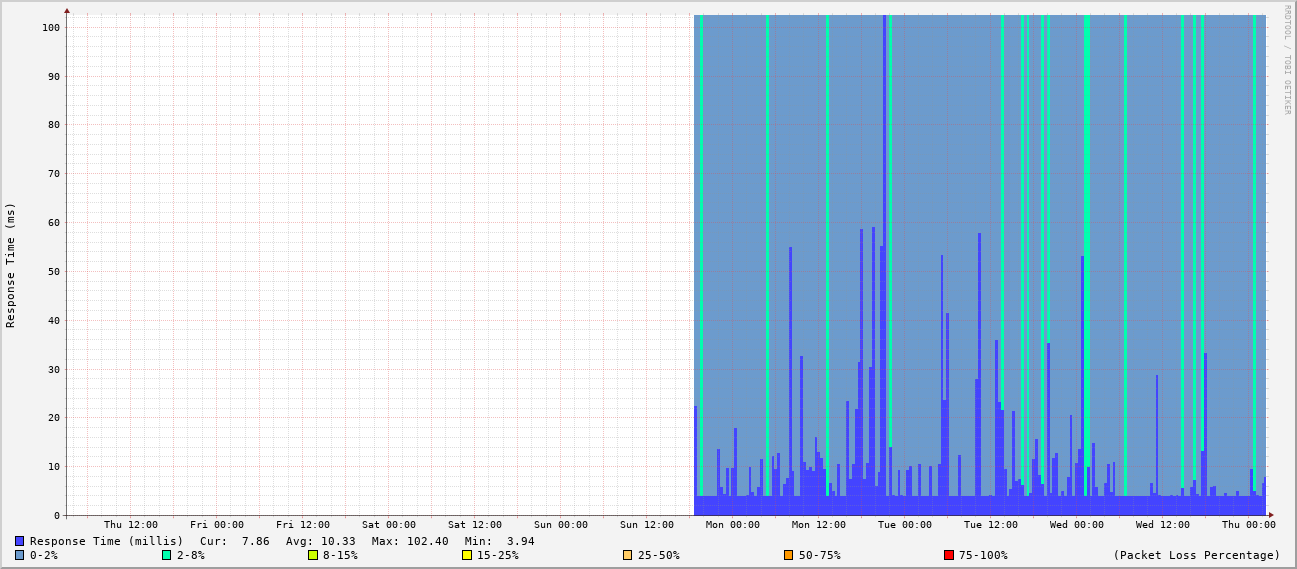 RRDTOOL / TOBI OETIKER
Response Time (ms)
100
90
80
70
60
50
40
30
20
10
0
Thu 12:00 Fri 00:00 Fri 12:00 Sat 00:00 Sat 12:00 Sun 00:00 Sun 12:00 Mon 00:00 Mon 12:00 Tue 00:00 Tue 12:00 Wed 00:00 Wed 12:00 Thu 00:00
Response Time (millis) Cur: 7.86 Avg: 10.33 Max: 102.40 Min: 3.94
0-2% 2-8% 8-15% 15-25% 25-50% 50-75% 75-100% (Packet Loss Percentage)